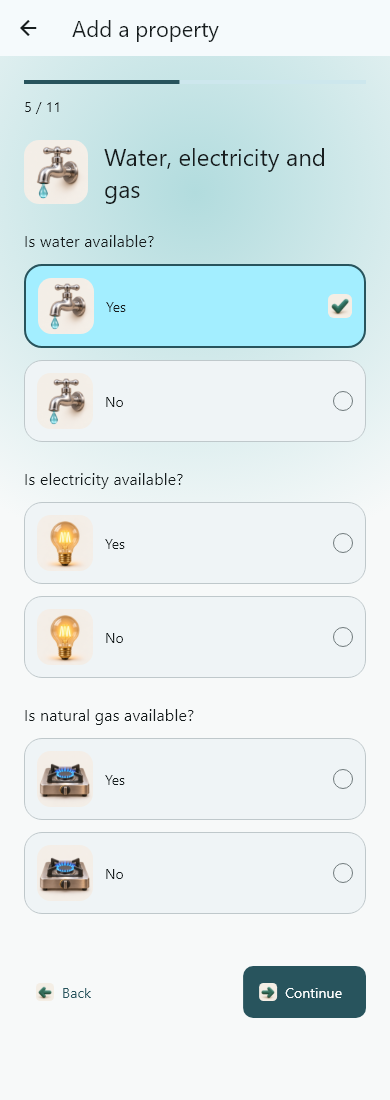 Add a property
5 / 11
Water, electricity and
gas
Is water available?
Yes
No
Is electricity available?
Yes
No
Is natural gas available?
Yes
No
Back
Continue